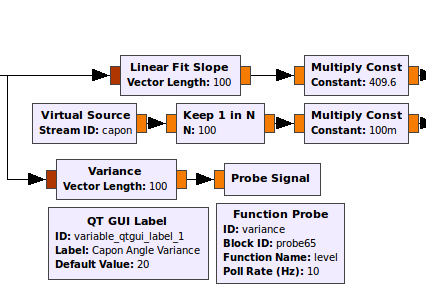 Linear Fit Slope
Vector Length: 100
Multiply Const
Constant: 409.6
Virtual Source
Stream ID: capon
Keep 1 in N
N: 100
Multiply Const
Constant: 100m
Variance
Vector Length: 100
Probe Signal
QT GUI Label
ID: variable_qtgui_label_1
Label: Capon Angle Variance
Default Value: 20
Function Probe
ID: variance
Block ID: probe65
Function Name: level
Poll Rate (Hz): 10